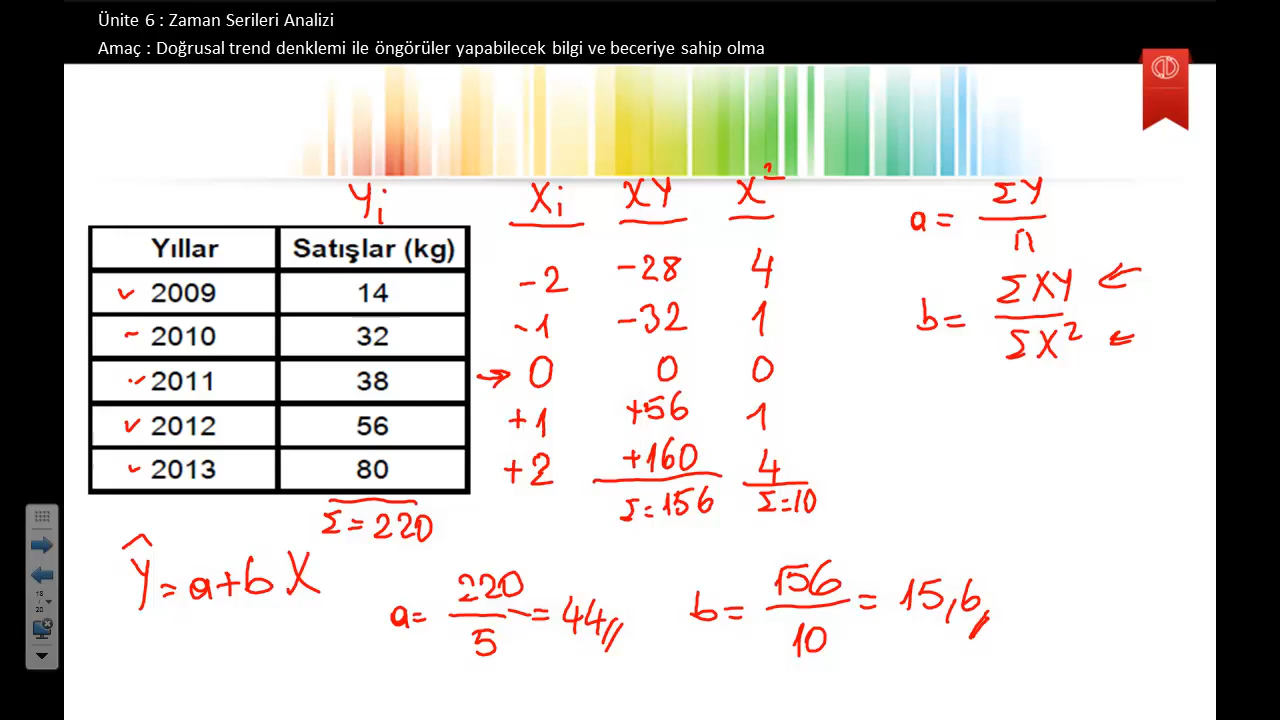 Ünite 6 : Zaman Serileri Analizi
Amaç : Doğrusal trend denklemi ile öngörüler yapabilecek bilgi ve beceriye sahip olma
Yi Xi XY X²
Yıllar Satışlar (kg)
2009 14 -2 -28 4
2010 32 -1 -32 1
2011 38 → 0 0 0
2012 56 +1 +56 1
2013 80 +2 +160 4
Σ=220 Σ=156 Σ=10
a= ΣY/n
b= ΣXY/ΣX²
Ŷ=a+bX
a= 220/5 = 44//
b= 156/10 = 15,6//
18
/
20